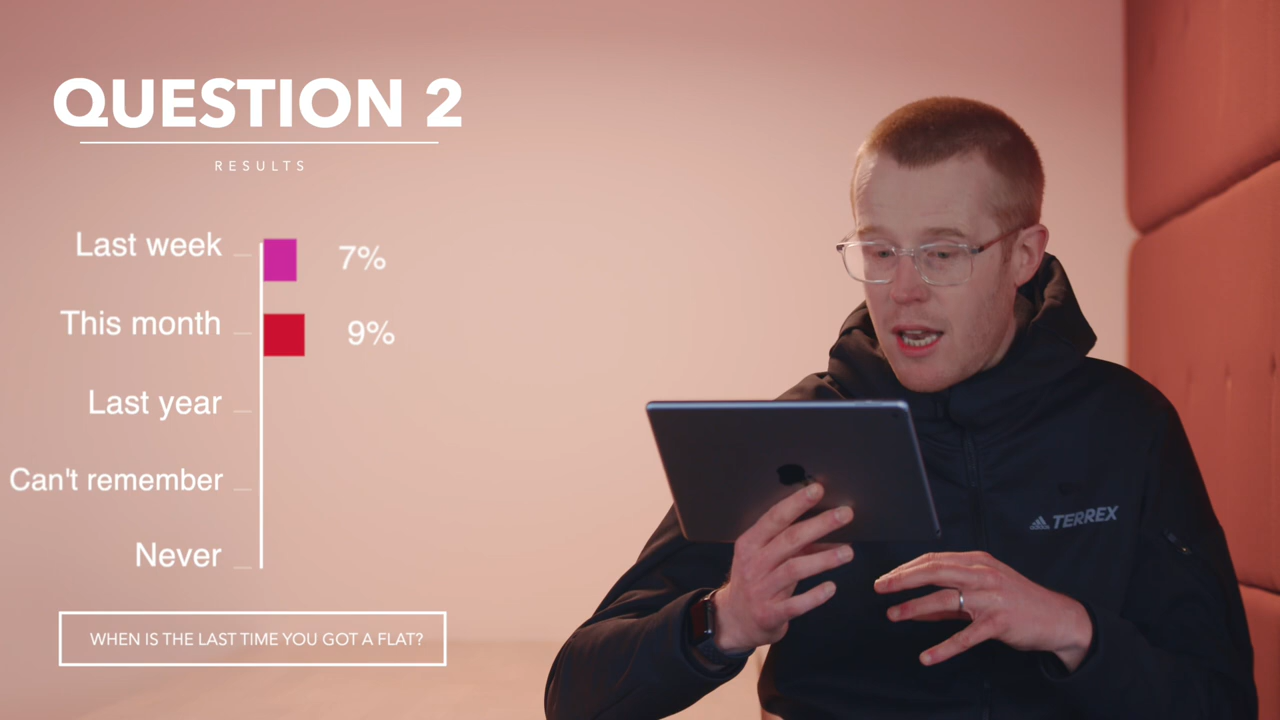 QUESTION 2
RESULTS
Last week 7%
This month 9%
Last year
Can't remember
Never
WHEN IS THE LAST TIME YOU GOT A FLAT?
TERREX